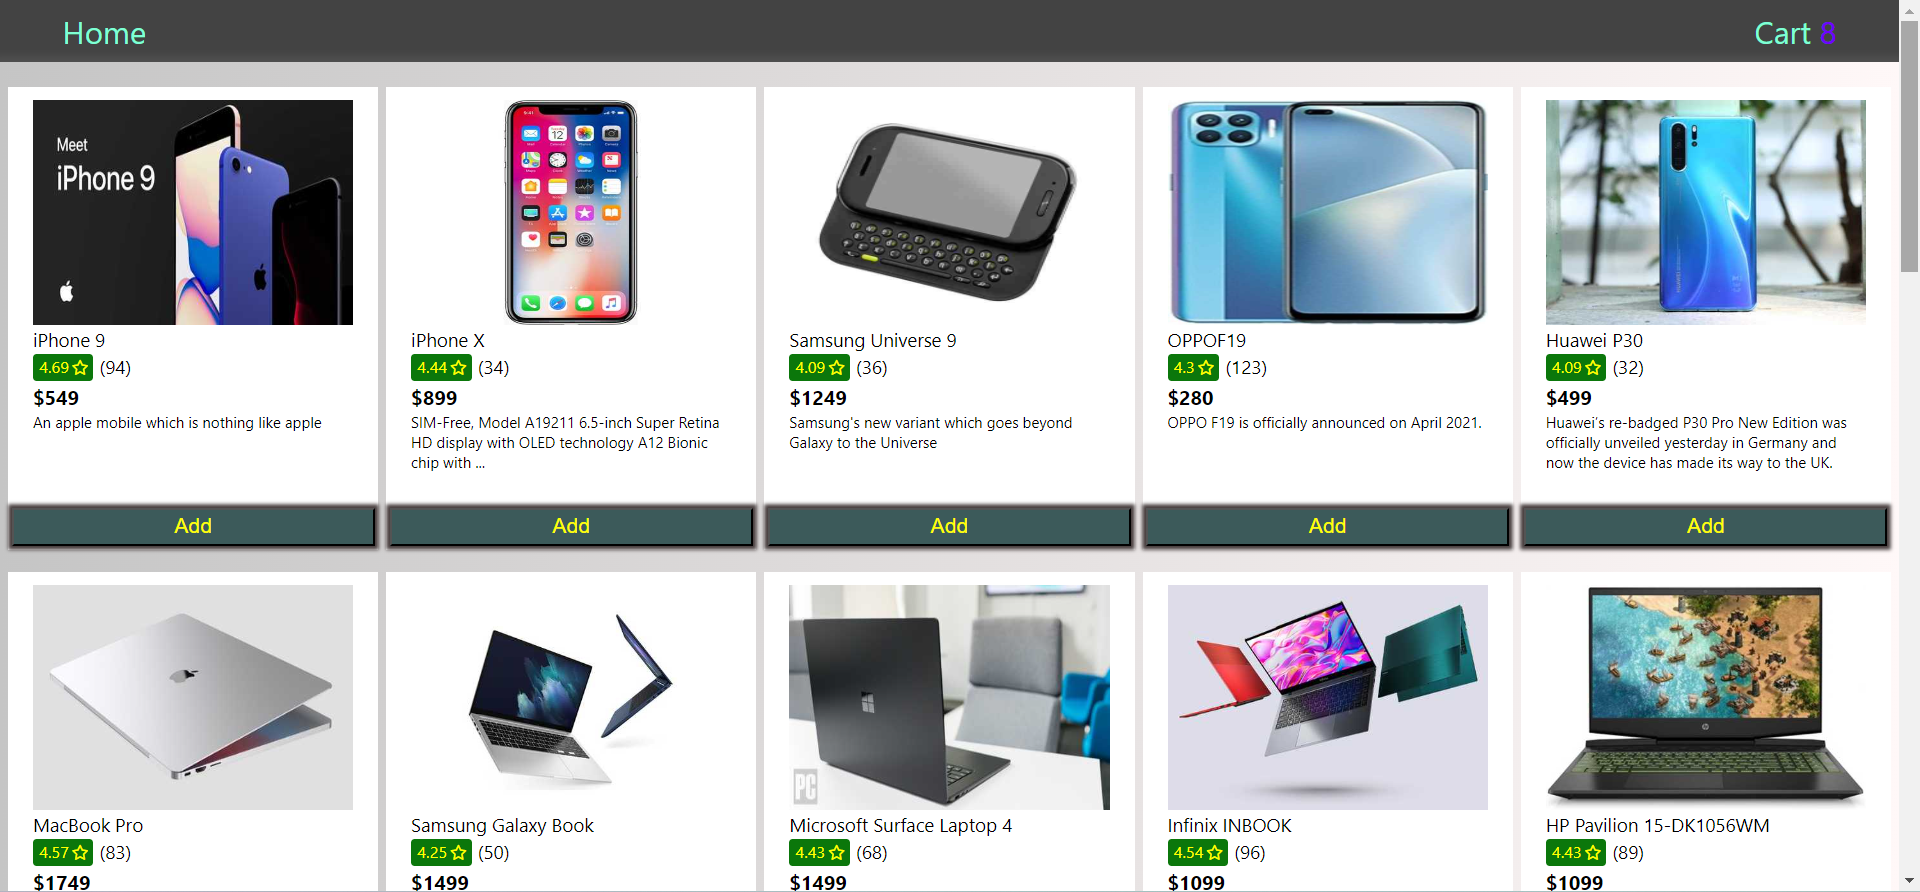 Home
Cart 8
Meet
iPhone 9
iPhone 9
4.69 (94)
$549
An apple mobile which is nothing like apple
Add
iPhone X
4.44 (34)
$899
SIM-Free, Model A19211 6.5-inch Super Retina
HD display with OLED technology A12 Bionic
chip with ...
Add
Samsung Universe 9
4.09 (36)
$1249
Samsung's new variant which goes beyond
Galaxy to the Universe
Add
OPPOF19
4.3 (123)
$280
OPPO F19 is officially announced on April 2021.
Add
Huawei P30
4.09 (32)
$499
Huawei's re-badged P30 Pro New Edition was
officially unveiled yesterday in Germany and
now the device has made its way to the UK.
Add
MacBook Pro
4.57 (83)
$1749
Samsung Galaxy Book
4.25 (50)
$1499
PC
Microsoft Surface Laptop 4
4.43 (68)
$1499
Infinix INBOOK
4.54 (96)
$1099
HP Pavilion 15-DK1056WM
4.43 (89)
$1099